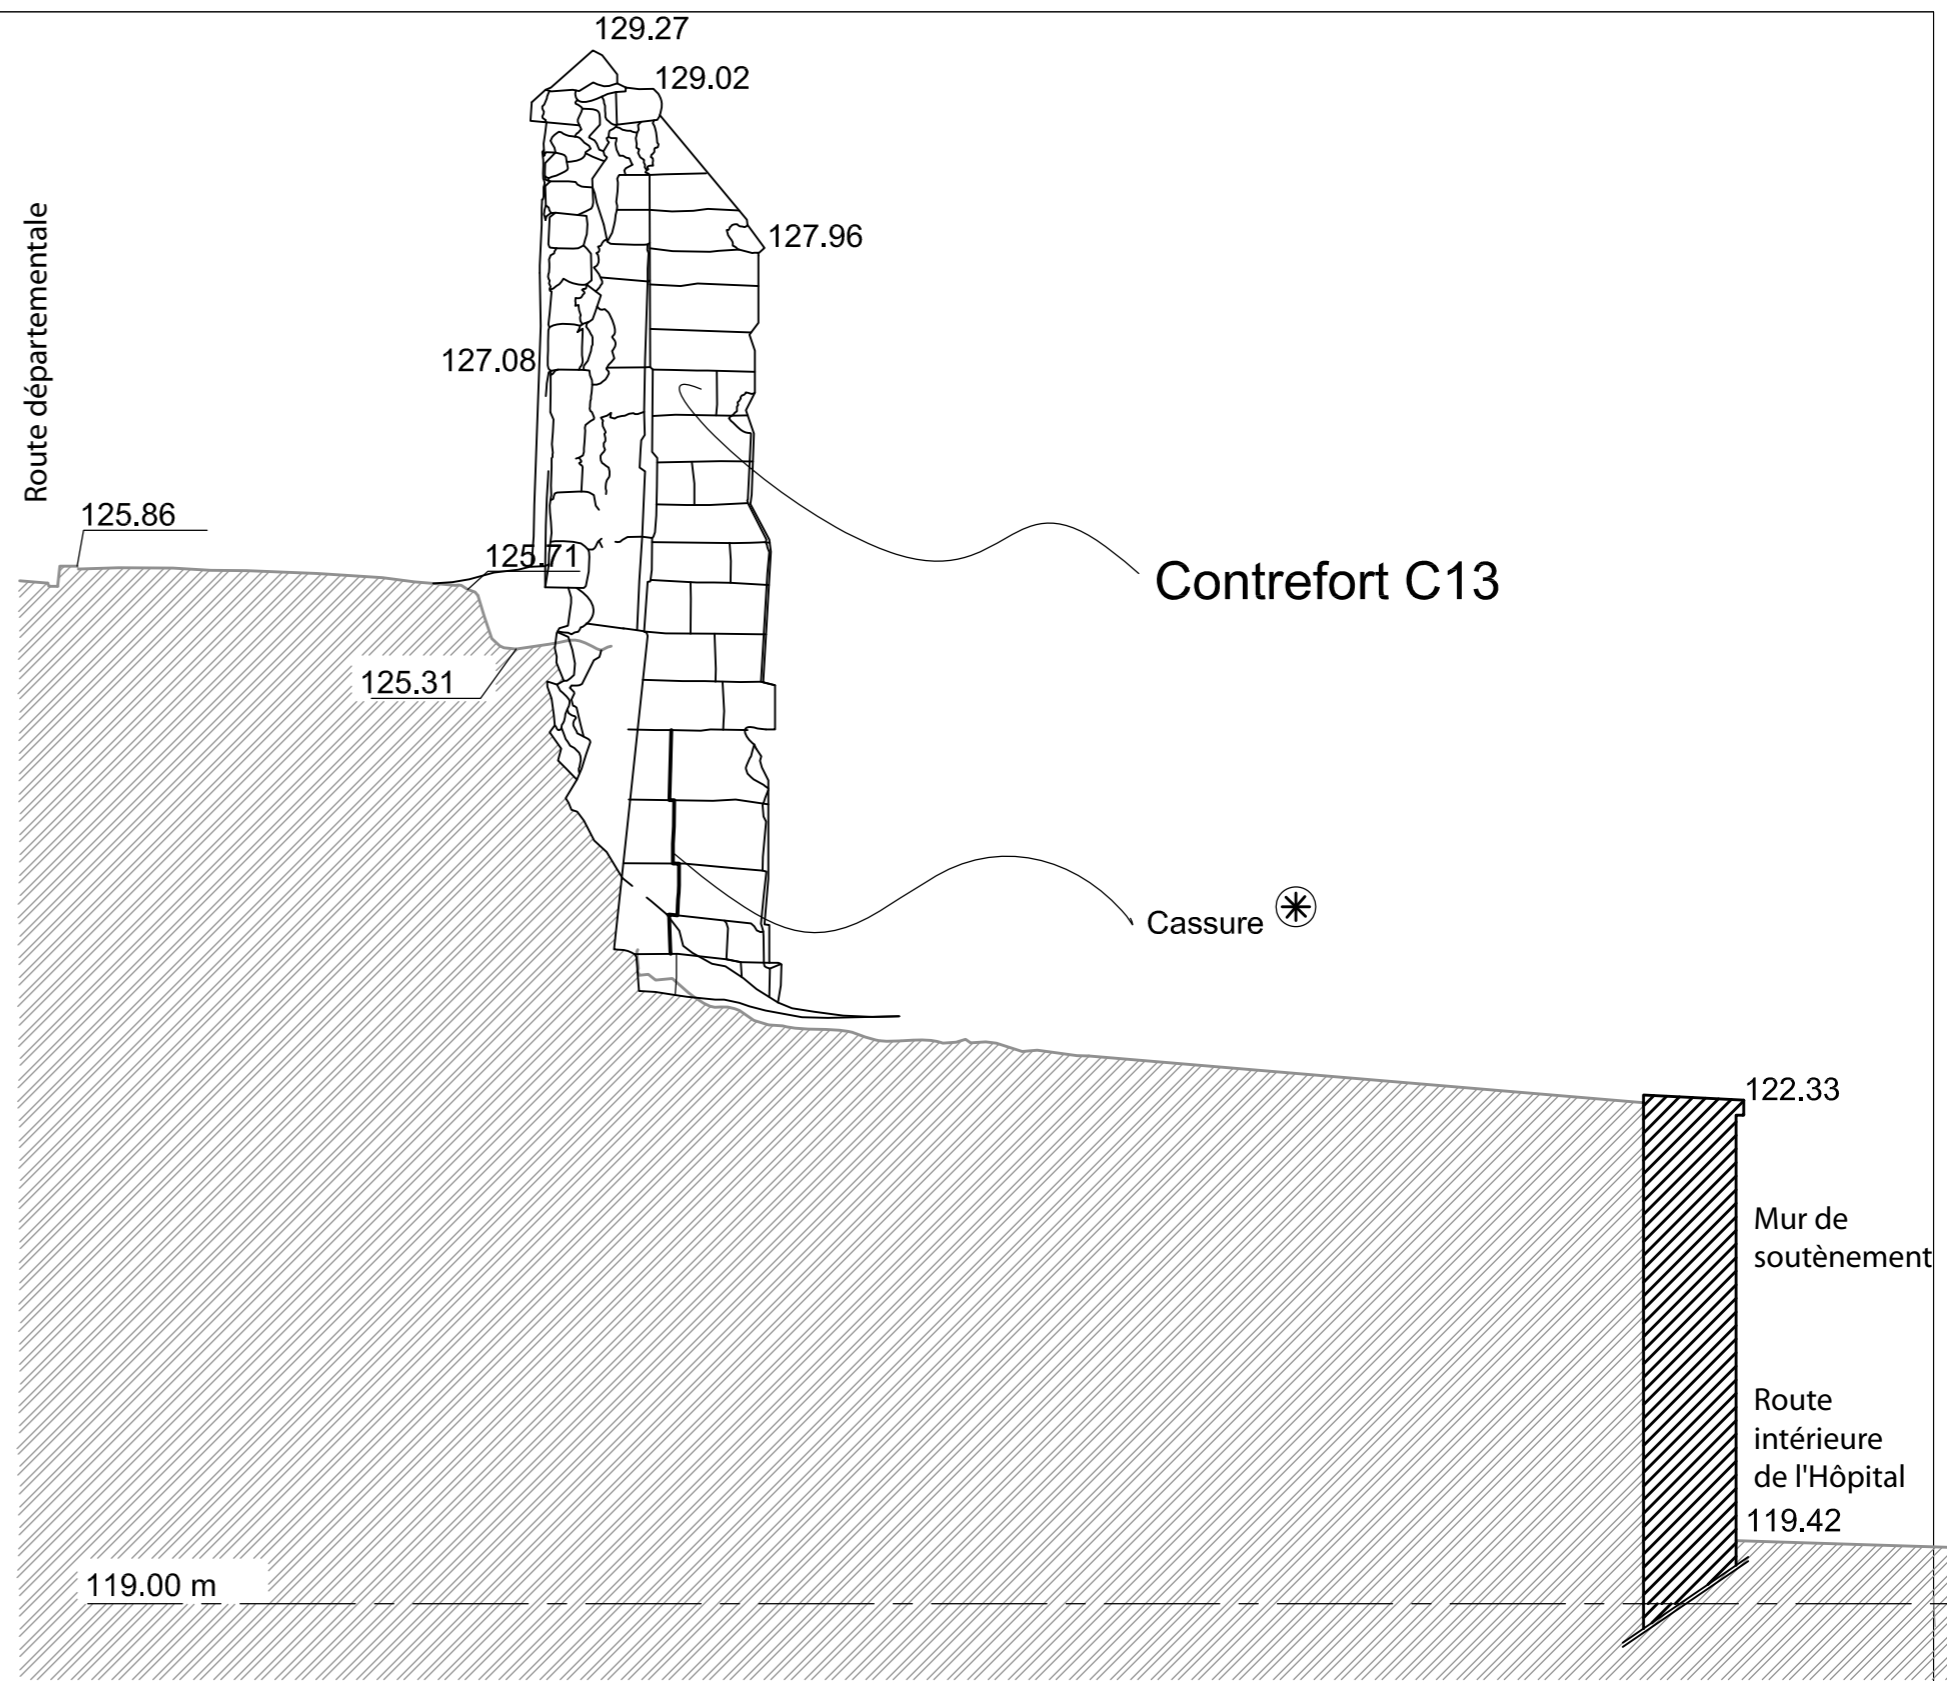 129.27
129.02
127.96
Route départementale
127.08
125.86
125.71
Contrefort C13
125.31
Cassure
122.33
Mur de
soutènement
Route
intérieure
de l'Hôpital
119.42
119.00 m